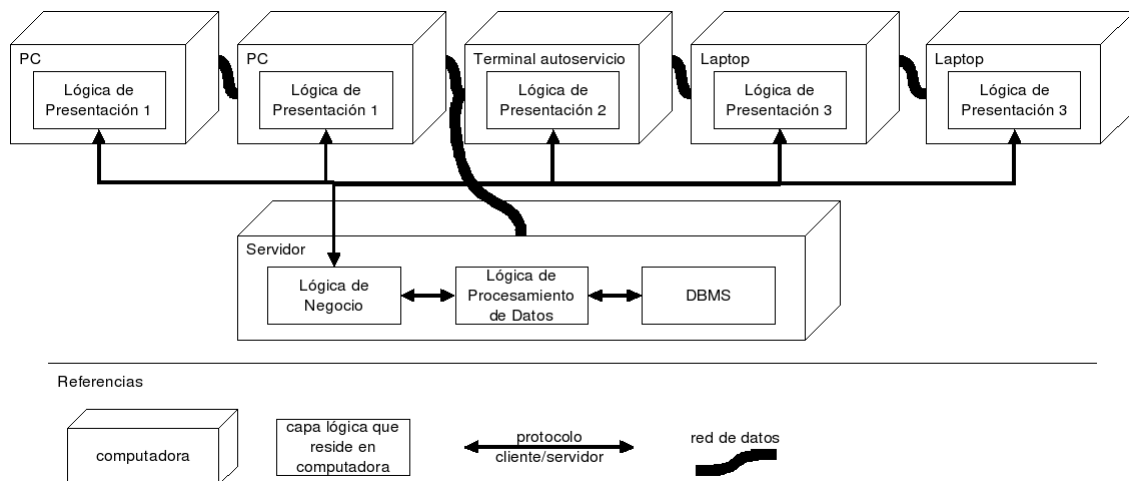 PC
Lógica de
Presentación 1
PC
Lógica de
Presentación 1
Terminal autoservicio
Lógica de
Presentación 2
Laptop
Lógica de
Presentación 3
Laptop
Lógica de
Presentación 3
Servidor
Lógica de
Negocio
Lógica de
Procesamiento
de Datos
DBMS
Referencias
computadora
capa lógica que
reside en
computadora
protocolo
cliente/servidor
red de datos